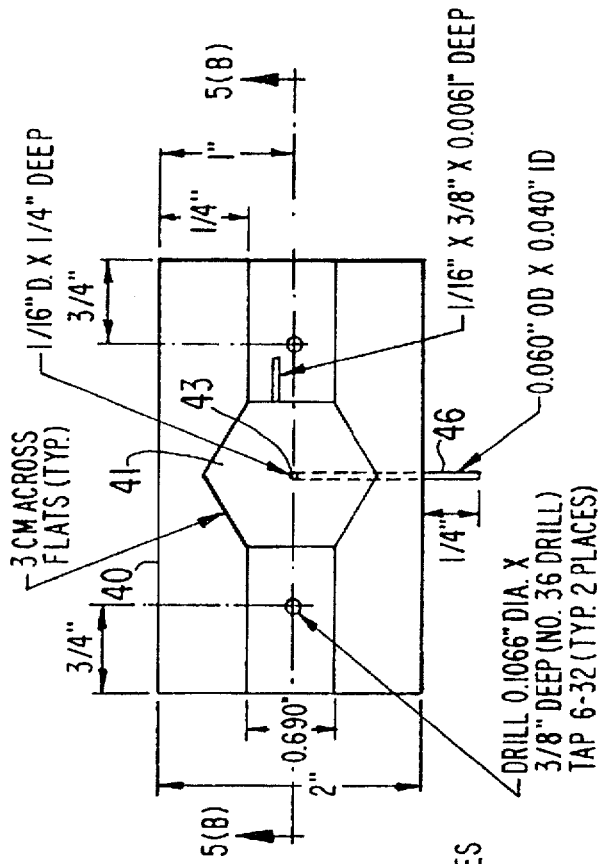 5(B)
5(B)
3 CM ACROSS
FLATS (TYP.)
1/16" D. X 1/4" DEEP
40
41
43
46
3/4"
3/4"
1/4"
1"
2"
0.690"
1/4"
1/16" X 3/8" X 0.0061" DEEP
0.060" OD X 0.040" ID
DRILL 0.1066" DIA. X
3/8" DEEP (NO. 36 DRILL)
TAP 6-32 (TYP. 2 PLACES)